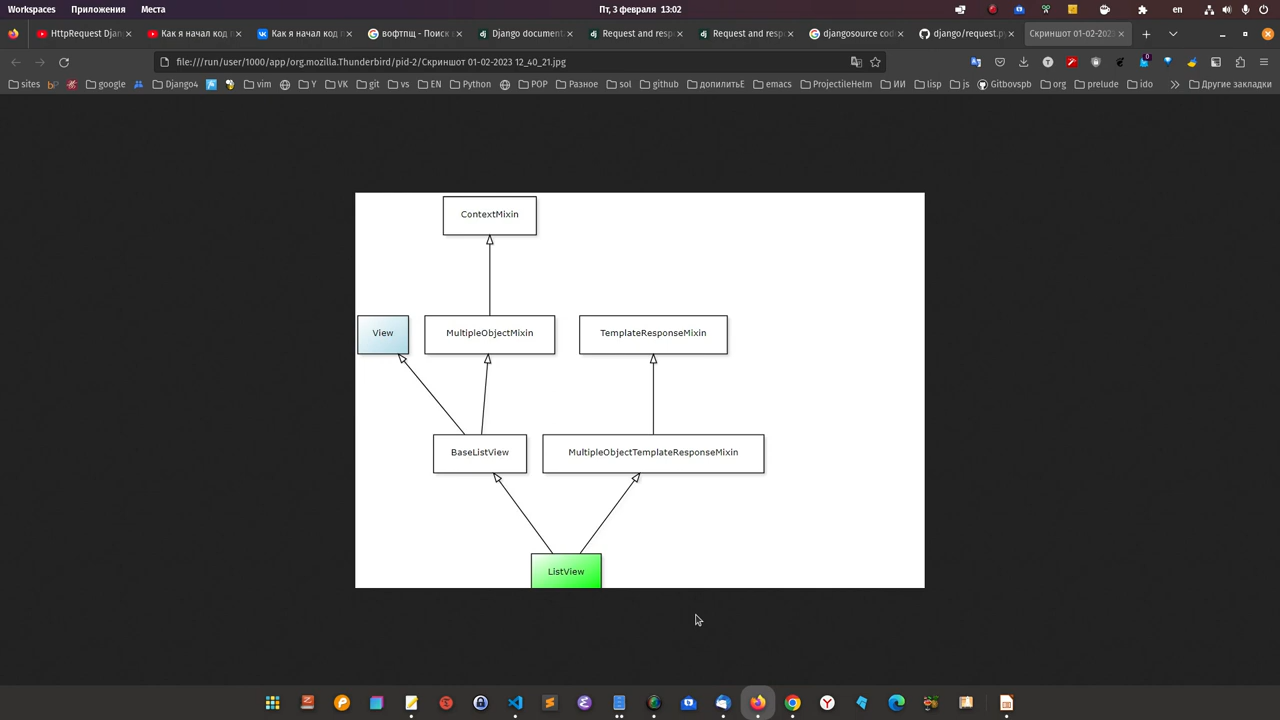 Workspaces Приложения Места Пт, 3 февраля 13:02 en
HttpRequest Djan Как я начал код п Как я начал код п вофтпщ - Поиск Django document Request and resp Request and resp djangosource cod django/request.py Скриншот 01-02-2023
file:///run/user/1000/app/org.mozilla.Thunderbird/pid-2/Скриншот 01-02-2023 12_40_21.jpg
sites google Django4 vim Y VK git vs EN Python POP Разное sol github допилитьЕ emacs ProjectileHelm ИИ lisp js Gitbovspb org prelude ido Другие закладки
ContextMixin
View MultipleObjectMixin TemplateResponseMixin
BaseListView MultipleObjectTemplateResponseMixin
ListView